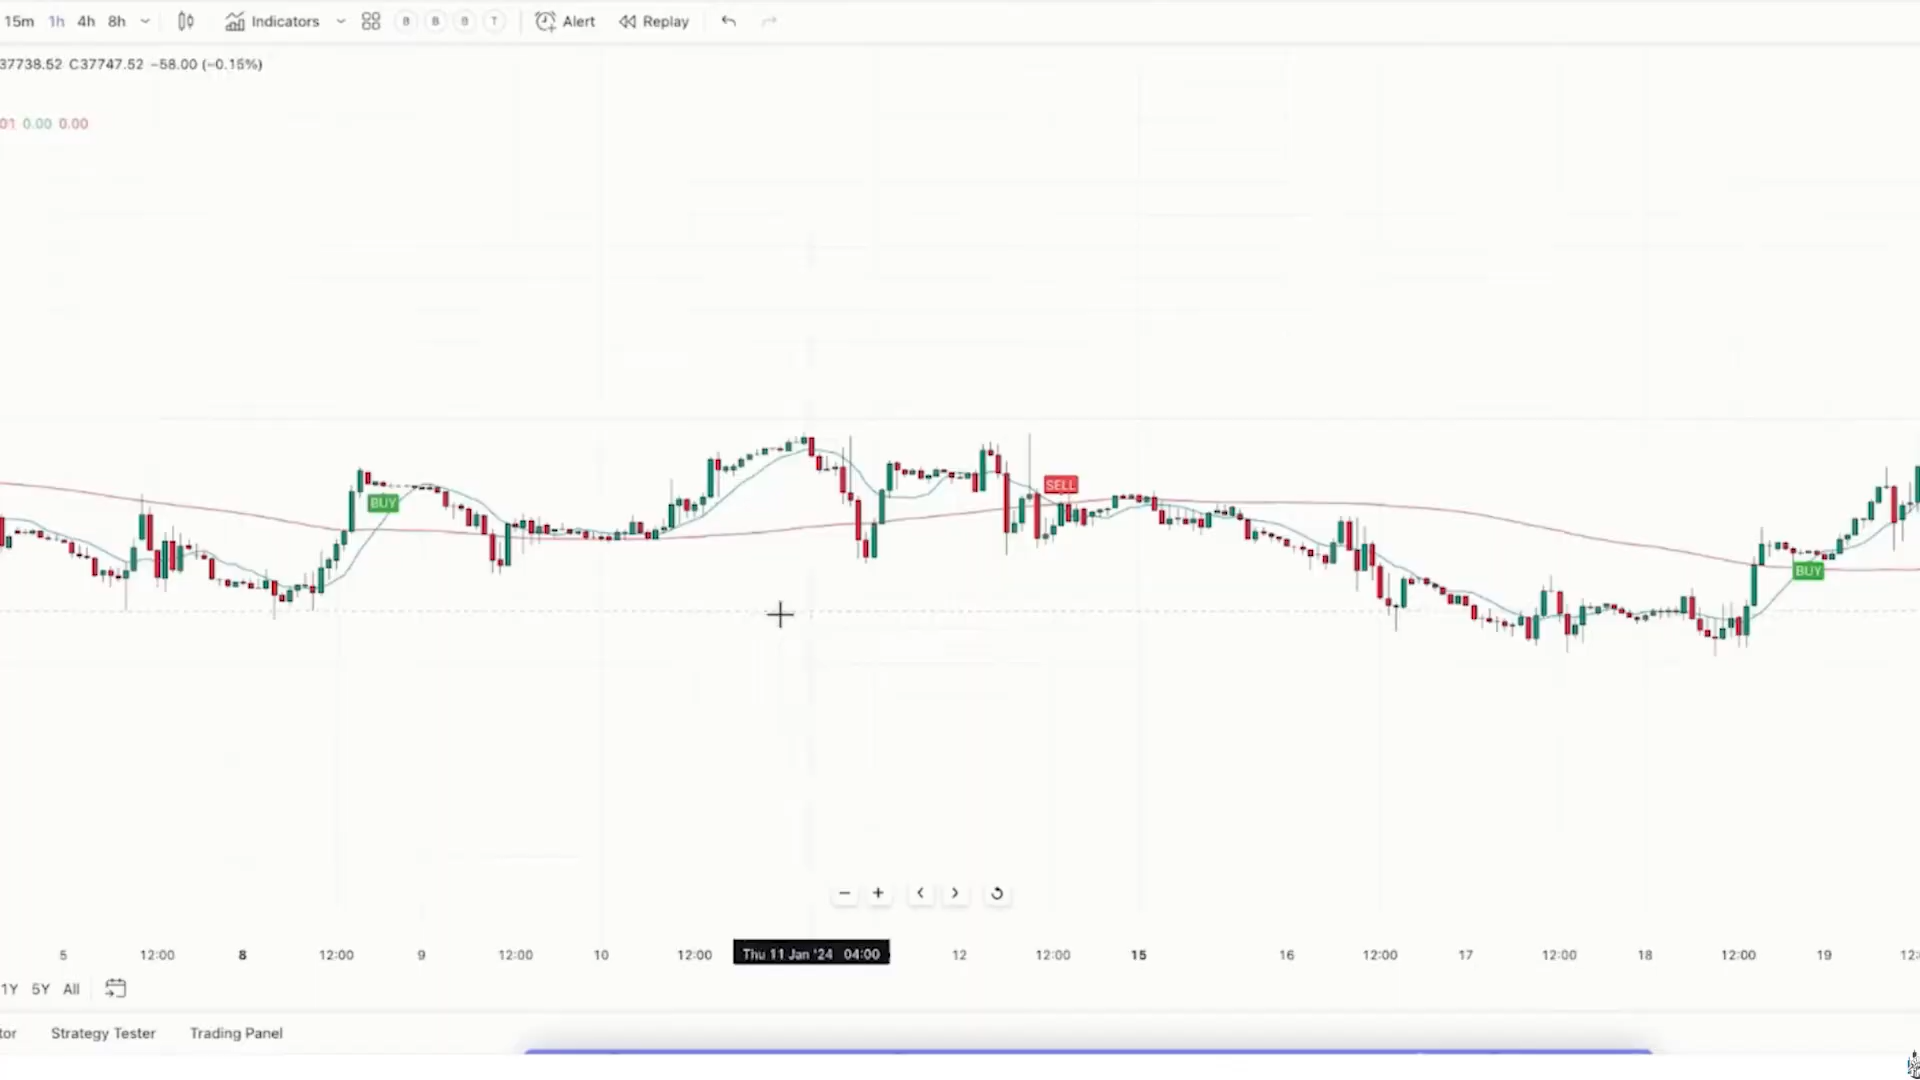 15m 1h 4h 8h Indicators B B B T Alert Replay
37738.52 C37747.52 −58.00 (−0.15%)
01 0.00 0.00
SELL
BUY
BUY
5 12:00 8 12:00 9 12:00 10 12:00 Thu 11 Jan '24 04:00 12 12:00 15 16 12:00 17 12:00 18 12:00 19 12:
1Y 5Y All
tor Strategy Tester Trading Panel